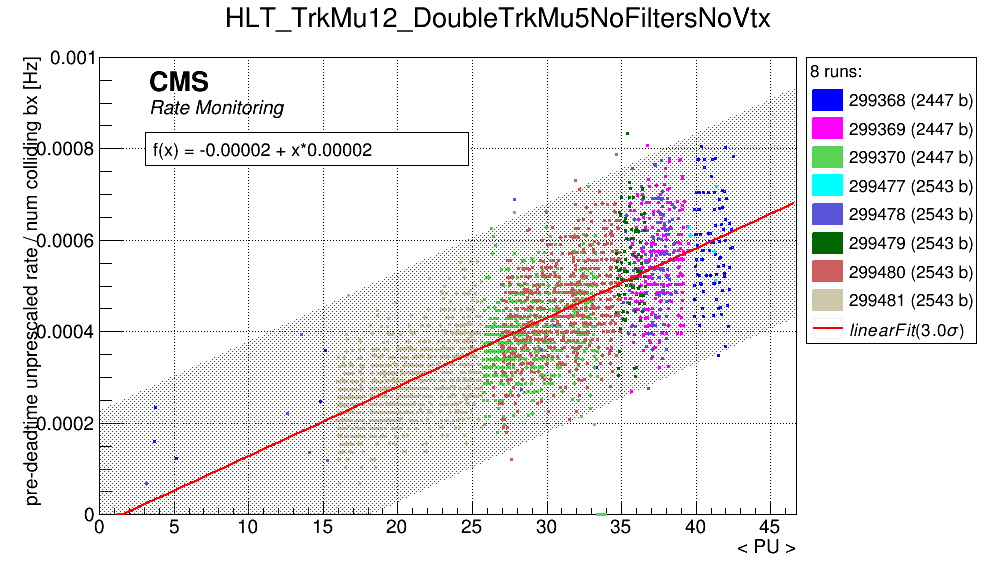 HLT_TrkMu12_DoubleTrkMu5NoFiltersNoVtx
pre-deadtime unprescaled rate / num colliding bx [Hz]
0.001
0.0008
0.0006
0.0004
0.0002
0
CMS
Rate Monitoring
f(x) = -0.00002 + x*0.00002
0 5 10 15 20 25 30 35 40 45
< PU >
8 runs:
299368 (2447 b)
299369 (2447 b)
299370 (2447 b)
299477 (2543 b)
299478 (2543 b)
299479 (2543 b)
299480 (2543 b)
299481 (2543 b)
linearFit(3.0σ)